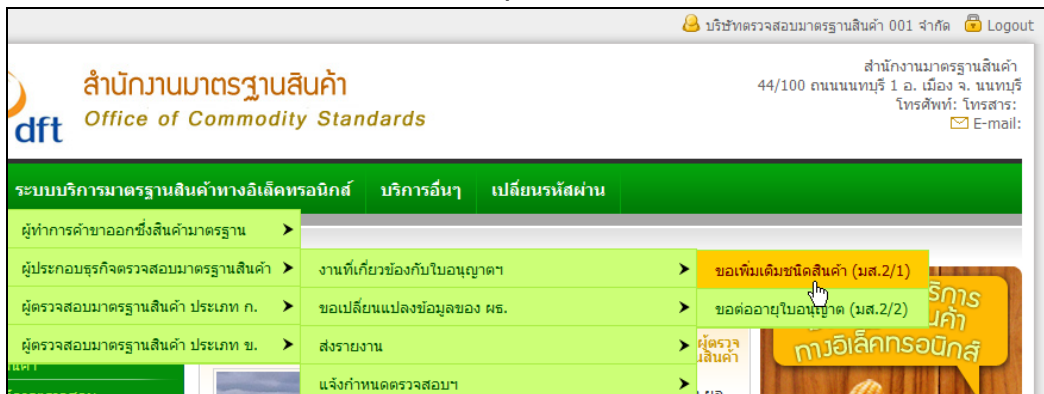 บริษัทตรวจสอบมาตรฐานสินค้า 001 จำกัด Logout
สำนักงานมาตรฐานสินค้า
Office of Commodity Standards
dft
สำนักงานมาตรฐานสินค้า
44/100 ถนนนนทบุรี 1 อ. เมือง จ. นนทบุรี
โทรศัพท์: โทรสาร:
E-mail:
ระบบบริการมาตรฐานสินค้าทางอิเล็คทรอนิกส์ บริการอื่นๆ เปลี่ยนรหัสผ่าน
ผู้ทำการค้าขาออกซึ่งสินค้ามาตรฐาน
ผู้ประกอบธุรกิจตรวจสอบมาตรฐานสินค้า
ผู้ตรวจสอบมาตรฐานสินค้า ประเภท ก.
ผู้ตรวจสอบมาตรฐานสินค้า ประเภท ข.
งานที่เกี่ยวข้องกับใบอนุญาตฯ
ขอเปลี่ยนแปลงข้อมูลของ ผธ.
ส่งรายงาน
แจ้งกำหนดตรวจสอบฯ
ขอเพิ่มเติมชนิดสินค้า (มส.2/1)
ขอต่ออายุใบอนุญาต (มส.2/2)
ผู้ตรวจ
ทางอิเล็คทรอนิกส์